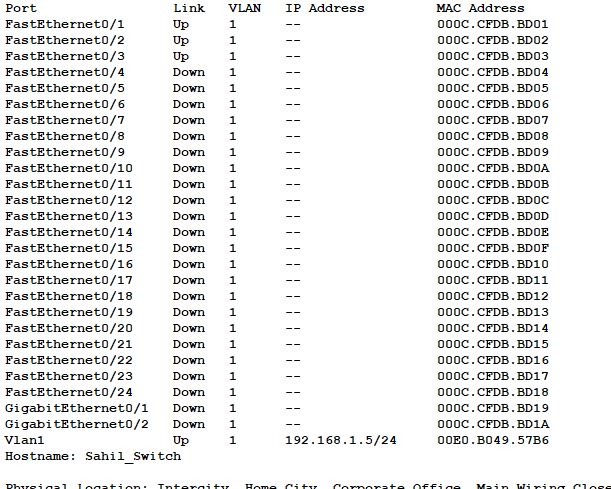 Port Link VLAN IP Address MAC Address
FastEthernet0/1 Up 1 -- 000C.CFDB.BD01
FastEthernet0/2 Up 1 -- 000C.CFDB.BD02
FastEthernet0/3 Up 1 -- 000C.CFDB.BD03
FastEthernet0/4 Down 1 -- 000C.CFDB.BD04
FastEthernet0/5 Down 1 -- 000C.CFDB.BD05
FastEthernet0/6 Down 1 -- 000C.CFDB.BD06
FastEthernet0/7 Down 1 -- 000C.CFDB.BD07
FastEthernet0/8 Down 1 -- 000C.CFDB.BD08
FastEthernet0/9 Down 1 -- 000C.CFDB.BD09
FastEthernet0/10 Down 1 -- 000C.CFDB.BD0A
FastEthernet0/11 Down 1 -- 000C.CFDB.BD0B
FastEthernet0/12 Down 1 -- 000C.CFDB.BD0C
FastEthernet0/13 Down 1 -- 000C.CFDB.BD0D
FastEthernet0/14 Down 1 -- 000C.CFDB.BD0E
FastEthernet0/15 Down 1 -- 000C.CFDB.BD0F
FastEthernet0/16 Down 1 -- 000C.CFDB.BD10
FastEthernet0/17 Down 1 -- 000C.CFDB.BD11
FastEthernet0/18 Down 1 -- 000C.CFDB.BD12
FastEthernet0/19 Down 1 -- 000C.CFDB.BD13
FastEthernet0/20 Down 1 -- 000C.CFDB.BD14
FastEthernet0/21 Down 1 -- 000C.CFDB.BD15
FastEthernet0/22 Down 1 -- 000C.CFDB.BD16
FastEthernet0/23 Down 1 -- 000C.CFDB.BD17
FastEthernet0/24 Down 1 -- 000C.CFDB.BD18
GigabitEthernet0/1 Down 1 -- 000C.CFDB.BD19
GigabitEthernet0/2 Down 1 -- 000C.CFDB.BD1A
Vlan1 Up 1 192.168.1.5/24 00E0.B049.57B6
Hostname: Sahil_Switch
Physical Location: Intercity, Home City, Corporate Office, Main Wiring Close